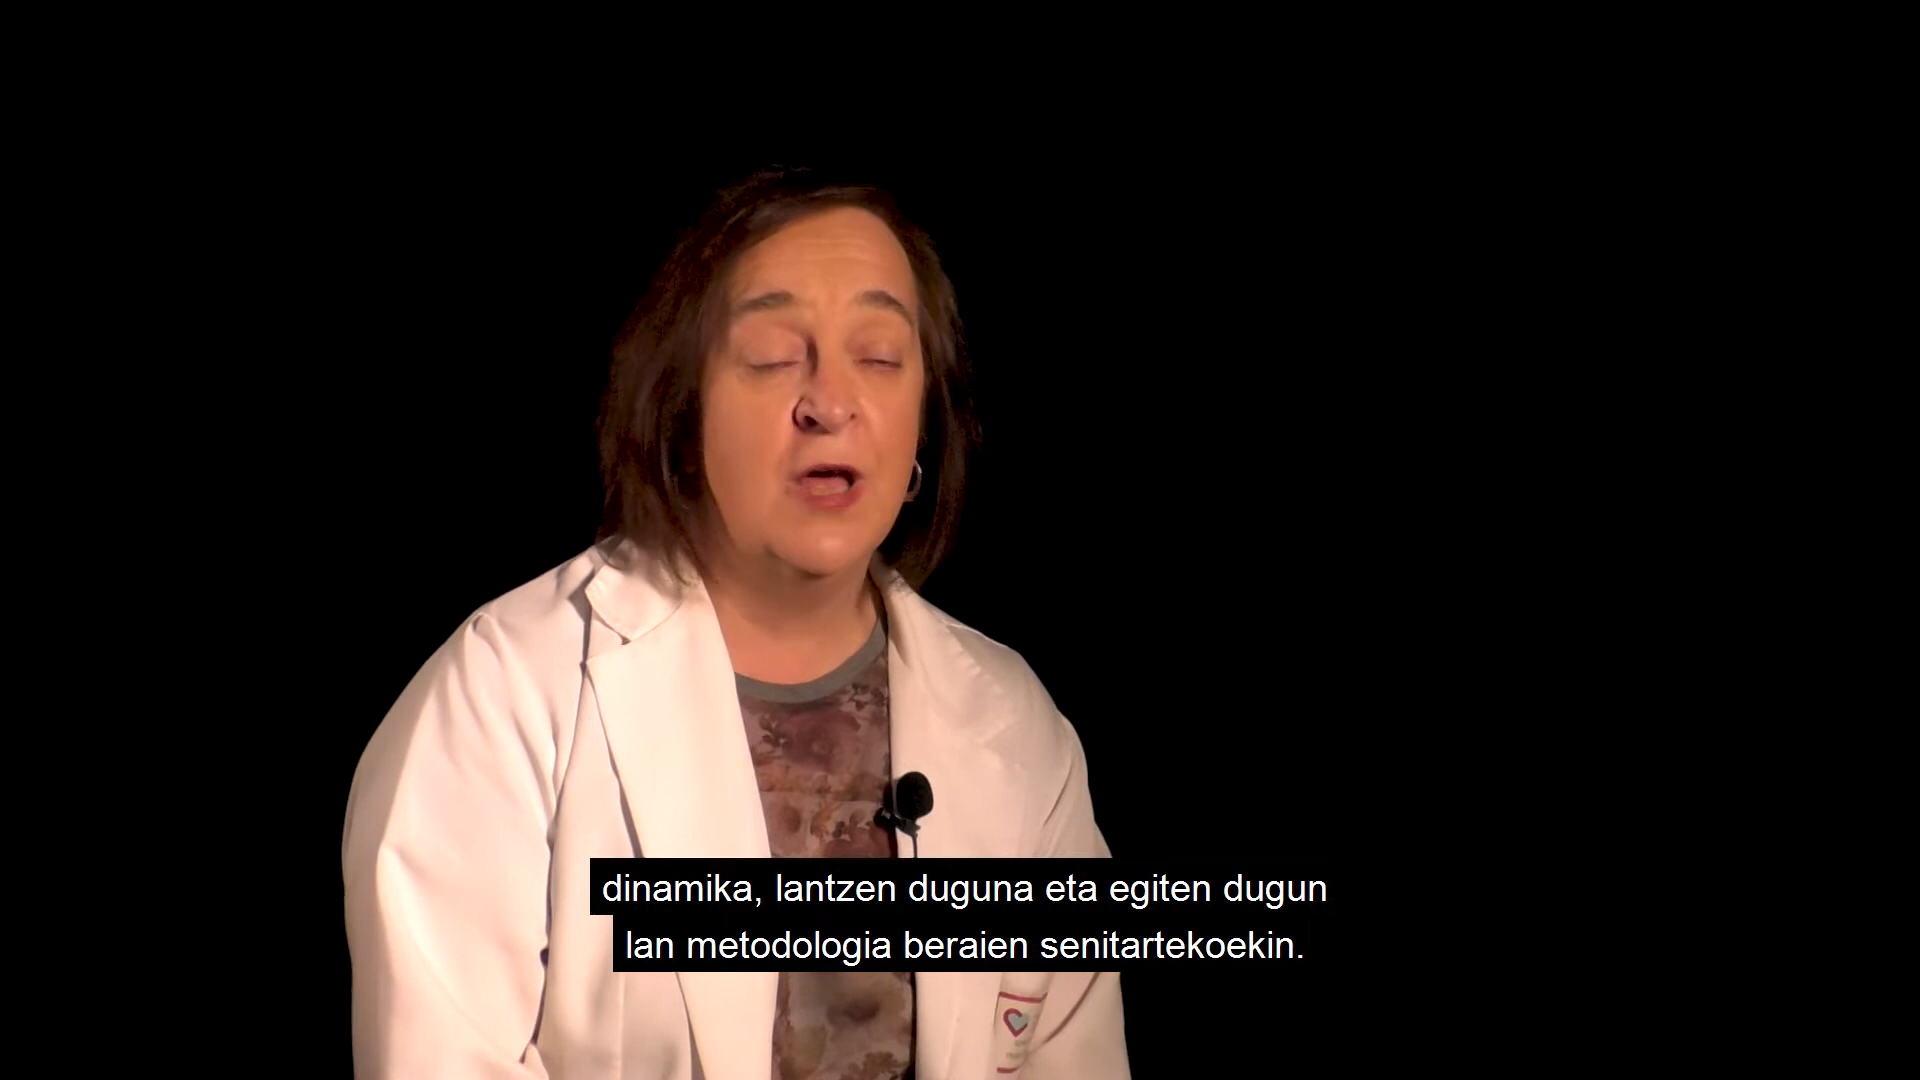 dinamika, lantzen duguna eta egiten dugun
lan metodologia beraien senitartekoekin.